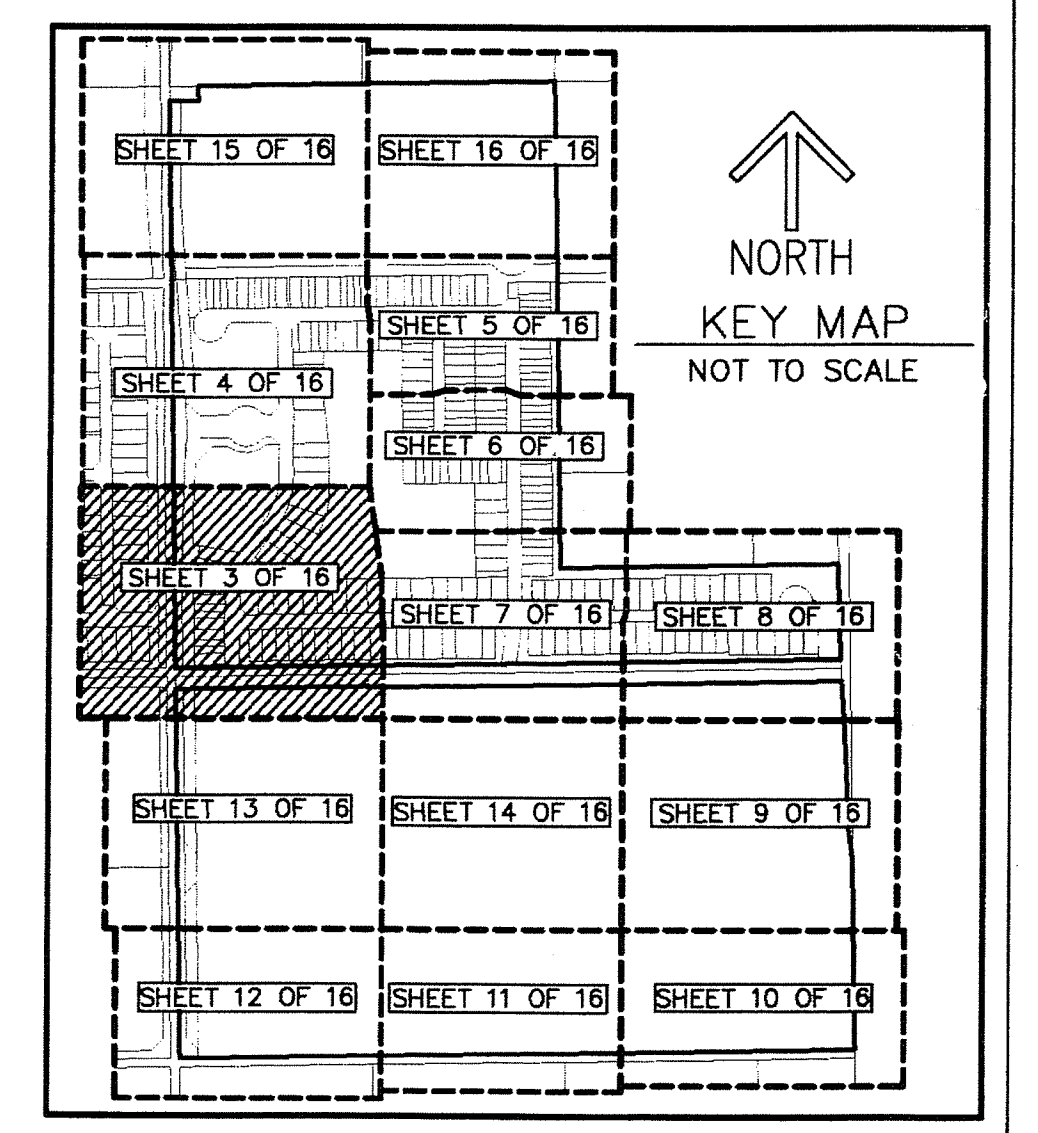 SHEET 15 OF 16
SHEET 16 OF 16
NORTH
KEY MAP
NOT TO SCALE
SHEET 5 OF 16
SHEET 4 OF 16
SHEET 6 OF 16
SHEET 3 OF 16
SHEET 7 OF 16
SHEET 8 OF 16
SHEET 13 OF 16
SHEET 14 OF 16
SHEET 9 OF 16
SHEET 12 OF 16
SHEET 11 OF 16
SHEET 10 OF 16